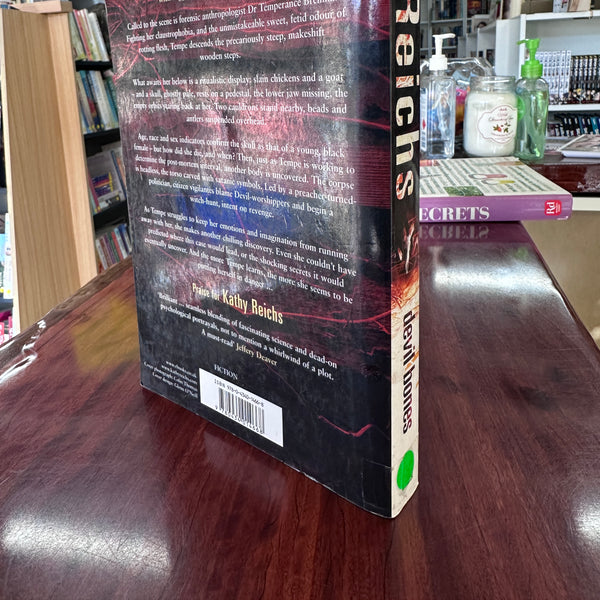 Called to the scene is forensic anthropologist Dr Temperance Brennan
Fighting her claustrophobia, and the unmistakeable sweet, fetid odour of
rotting flesh, Tempe descends the precariously steep, makeshift
wooden steps.
What awaits her below is a ritualistic display: slain chickens and a goat
– and a skull, ghostly pale, rests on a pedestal, the lower jaw missing, the
empty orbits staring back at her. Two cauldrons stand nearby, beads and
antlers suspended overhead.
Age, race and sex indicators confirm the skull as that of a young, black
female – but how did she die, and when? Then, just as Tempe is working to
determine the post-mortem interval, another body is uncovered. The corpse
is headless, the torso carved with satanic symbols. Led by a preacher-turned-
politician, citizen vigilantes blame Devil-worshippers and begin a
witch-hunt, intent on revenge.
As Tempe struggles to keep her emotions and imagination from running
away with her, she makes another chilling discovery. Even she couldn't have
predicted where this case would lead, or the shocking secrets it would
eventually uncover. And the more Tempe learns, the more she seems to be
putting herself in danger
Praise for Kathy Reichs
'Brilliant ... seamless blending of fascinating science and dead-on
psychological portrayals, not to mention a whirlwind of a plot.
A must-read' Jeffery Deaver
FICTION
Reichs
devil bones
ECRETS